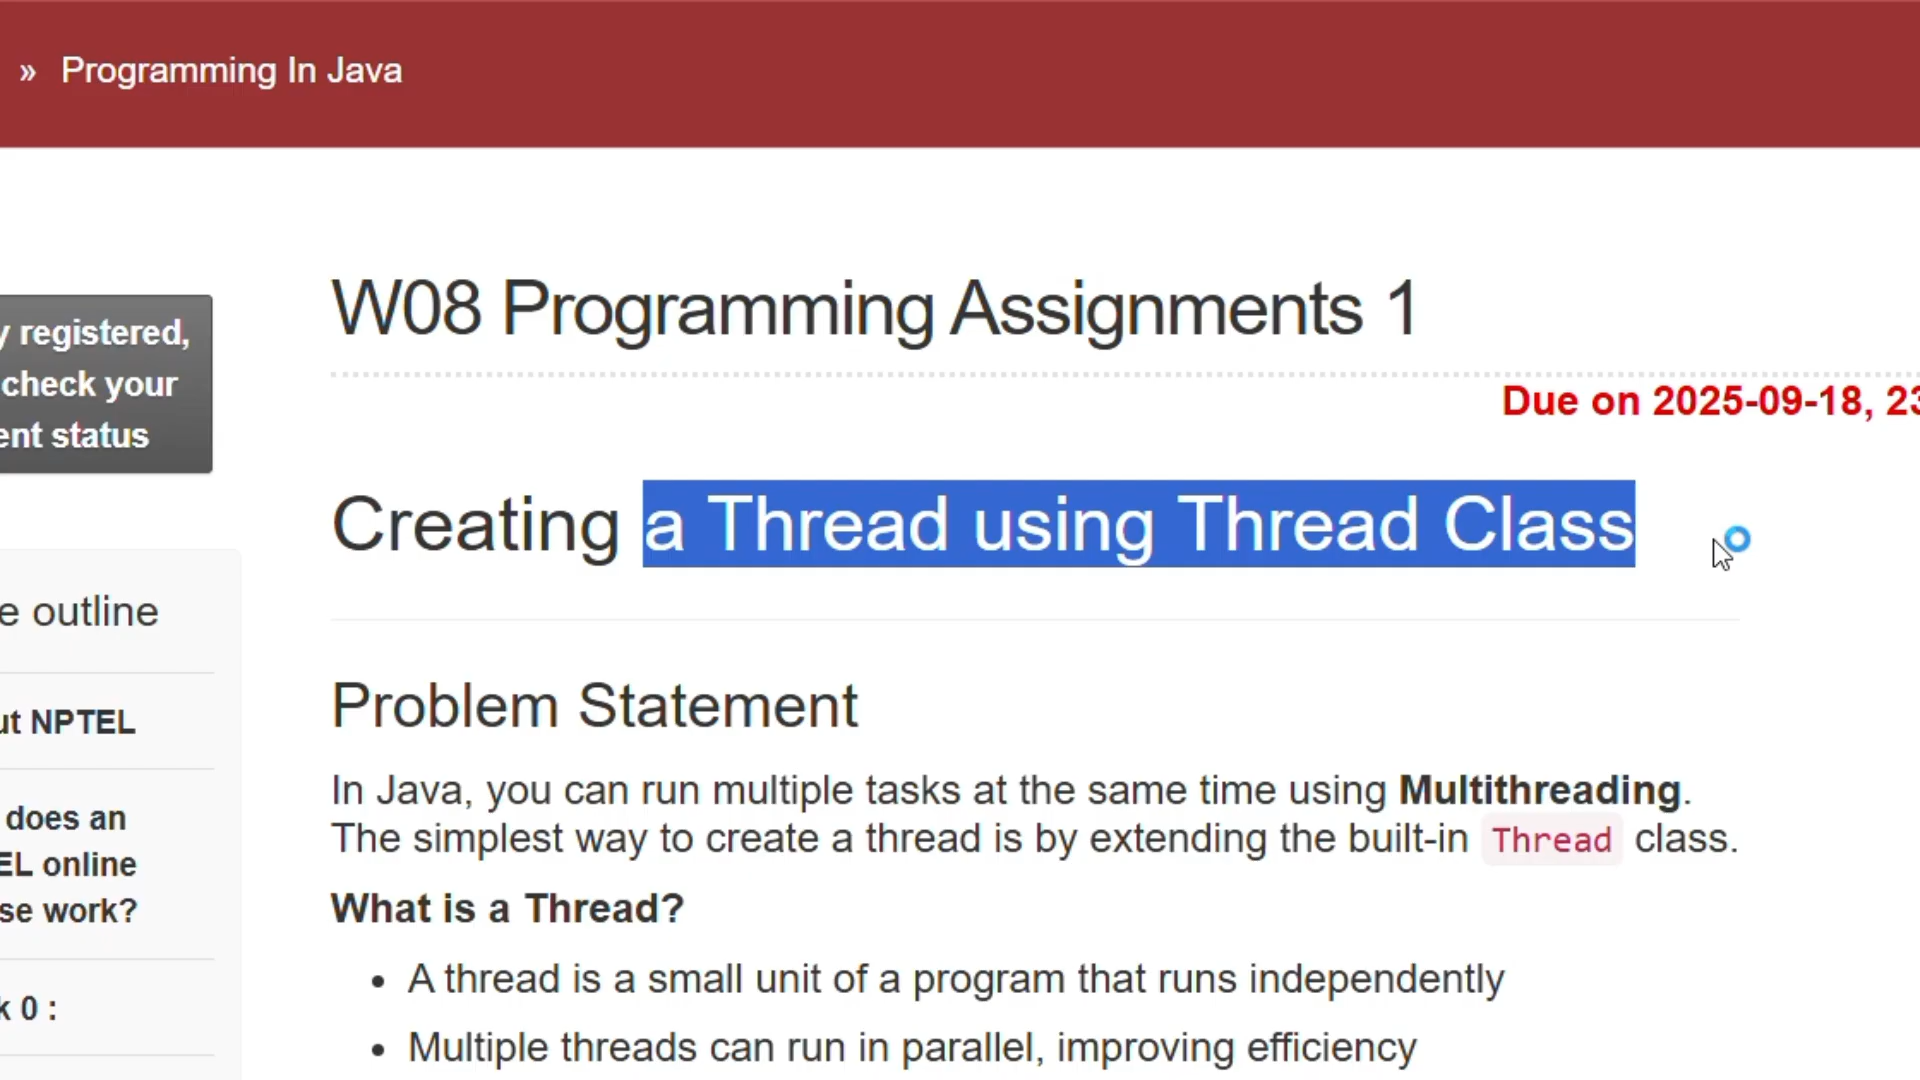 » Programming In Java
W08 Programming Assignments 1
Due on 2025-09-18, 23
registered,
check your
status
Creating a Thread using Thread Class
outline
Problem Statement
NPTEL
In Java, you can run multiple tasks at the same time using Multithreading.
The simplest way to create a thread is by extending the built-in Thread class.
does an
online
work?
What is a Thread?
• A thread is a small unit of a program that runs independently
0 :
• Multiple threads can run in parallel, improving efficiency